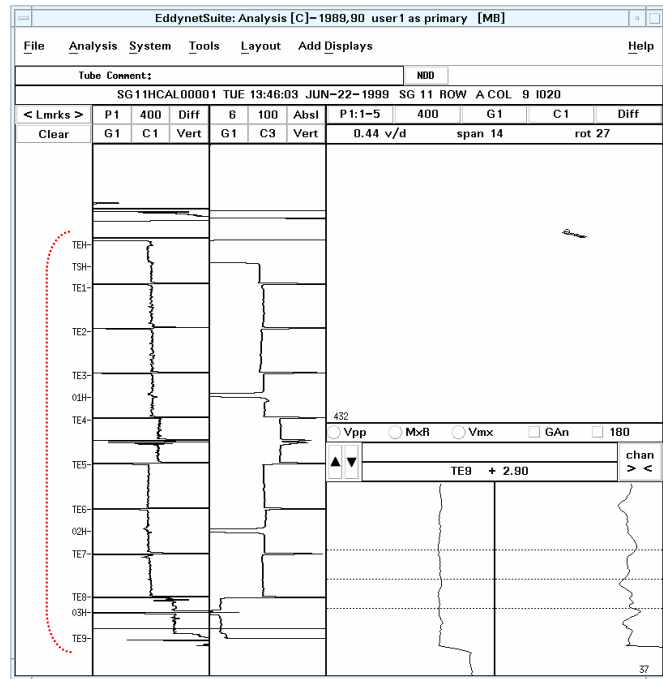 EddynetSuite: Analysis [C]-1989,90 user1 as primary [MB]
File Analysis System Tools Layout Add Displays Help
Tube Comment: NDD
SG11HCAL00001 TUE 13:46:03 JUN-22-1999 SG 11 ROW A COL 9 I020
< Lmrks > P1 400 Diff 6 100 Absl P1:1-5 400 G1 C1 Diff
Clear G1 C1 Vert G1 C3 Vert 0.44 v/d span 14 rot 27
TEH
TSH
TE1
TE2
TE3
01H
TE4
TE5
TE6
02H
TE7
TE8
03H
TE9
432
Vpp MxR Vmx GAn 180
chan
> <
TE9 + 2.90
37